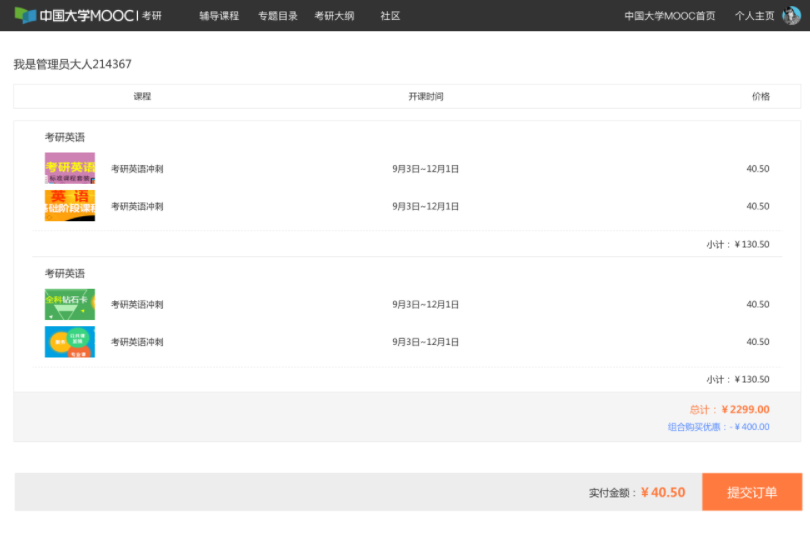 中国大学MOOC 考研 辅导课程 专题目录 考研大纲 社区 中国大学MOOC首页 个人主页
我是管理员大人214367
课程 开课时间 价格
考研英语
考研英语
考研英语冲刺 9月3日~12月1日 40.50
英语
基础阶段课程
考研英语冲刺 9月3日~12月1日 40.50
小计：￥130.50
考研英语
全科钻石卡
考研英语冲刺 9月3日~12月1日 40.50
考研英语冲刺 9月3日~12月1日 40.50
小计：￥130.50
总计：￥2299.00
组合购买优惠：-￥400.00
实付金额：￥40.50 提交订单